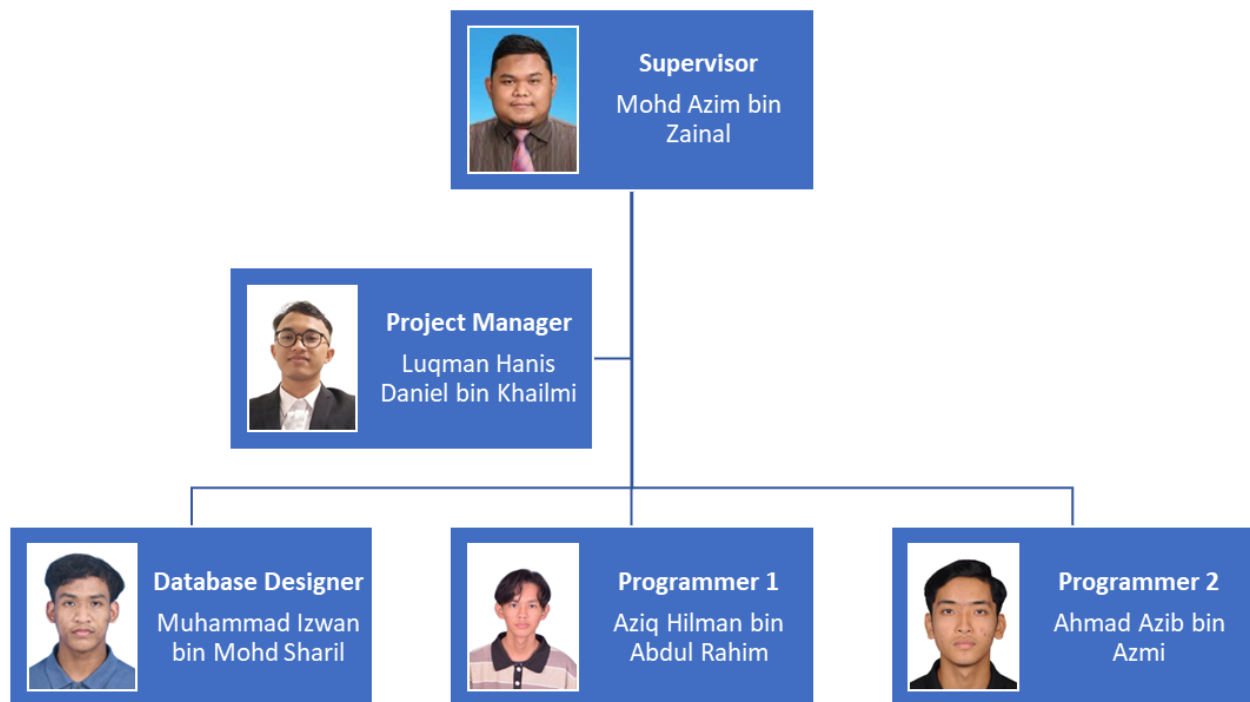 Supervisor
Mohd Azim bin
Zainal
Project Manager
Luqman Hanis
Daniel bin Khailmi
Database Designer
Muhammad Izwan
bin Mohd Sharil
Programmer 1
Aziq Hilman bin
Abdul Rahim
Programmer 2
Ahmad Azib bin
Azmi